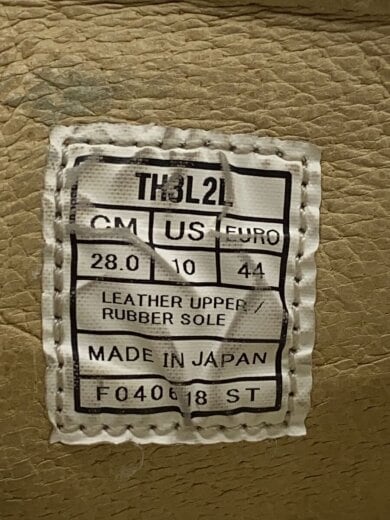 TH3L2L
CM US EURO
28.0 10 44
LEATHER UPPER /
RUBBER SOLE
MADE IN JAPAN
F040618 ST